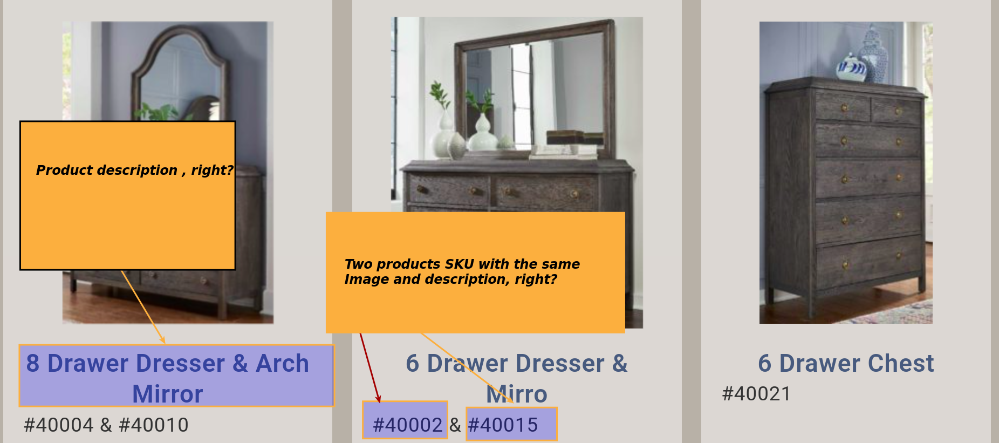 Product description , right?
Two products SKU with the same
Image and description, right?
8 Drawer Dresser & Arch
Mirror
#40004 & #40010
6 Drawer Dresser &
Mirro
#40002 & #40015
6 Drawer Chest
#40021